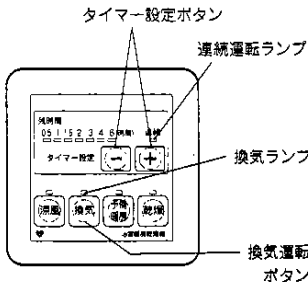 タイマー設定ボタン
連続運転ランプ
残時間
05 1 1.5 2 3 4 6(時間) 連続
タイマー設定 − +
換気ランプ
涼風 換気 予備暖房 乾燥
換気運転
ボタン